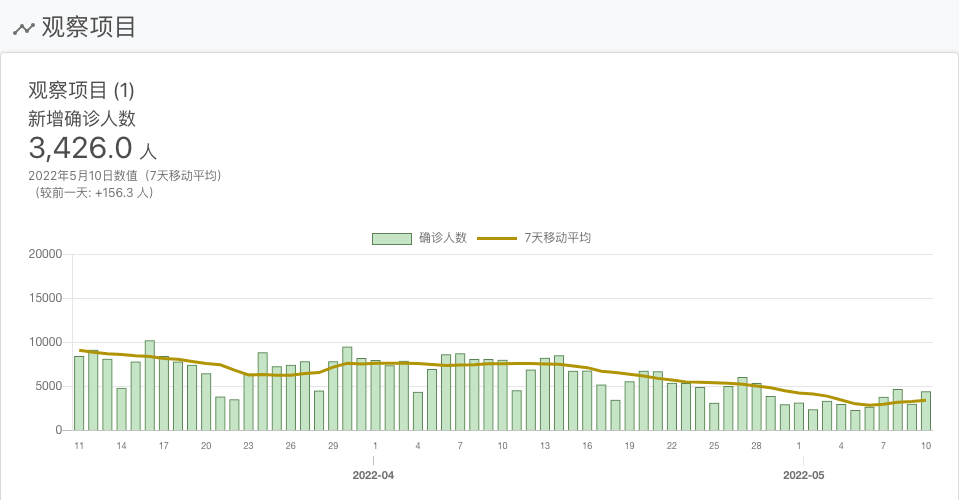 观察项目
观察项目 (1)
新增确诊人数
3,426.0 人
2022年5月10日数值（7天移动平均）
（较前一天: +156.3 人）
确诊人数 7天移动平均
20000
15000
10000
5000
0
11 14 17 20 23 26 29 1 4 7 10 13 16 19 22 25 28 1 4 7 10
2022-04 2022-05